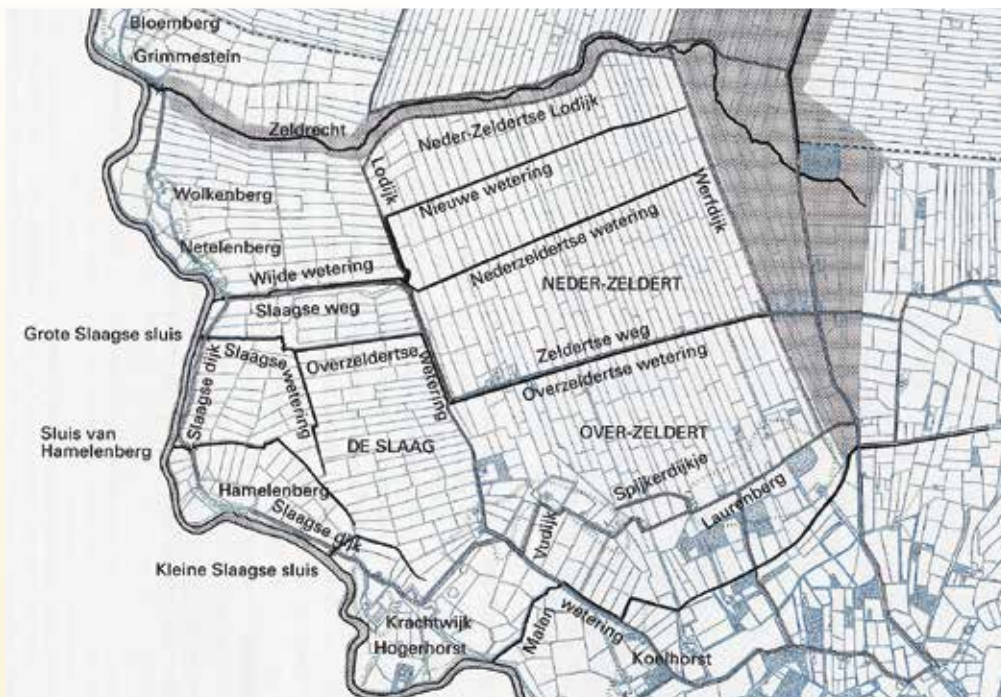 Bloemberg
Grimmestein
Zeldrecht
Neder-Zeldertse Lodijk
Lodijk
Nieuwe wetering
Werfdijk
Wolkenberg
Netelenberg
Nederzeldertse wetering
Wijde wetering
NEDER-ZELDERT
Slaagse weg
Grote Slaagse sluis
Zeldertse weg
Slaagse dijk
Slaagse wetering
Overzeldertse wetering
Overzeldertse wetering
Sluis van
Hamelenberg
DE SLAAG
OVER-ZELDERT
Hamelenberg
Spijkerdijkje
Laurenberg
Slaagse dijk
Vudijk
Kleine Slaagse sluis
Krachtwijk
Hogerhorst
Malen
wetering
Koelhorst